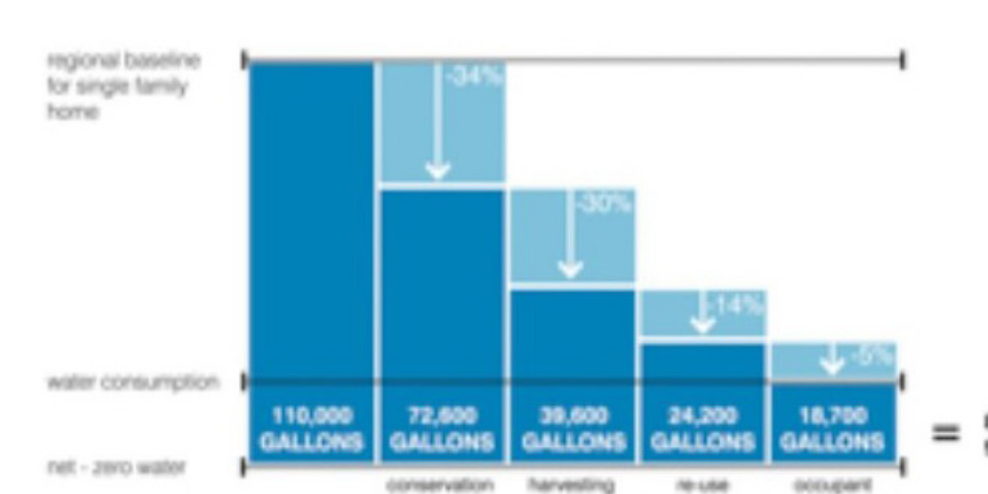 regional baseline
for single family
home
-34%
-30%
-14%
-5%
water consumption
110,000
GALLONS
72,600
GALLONS
39,600
GALLONS
24,200
GALLONS
18,700
GALLONS
=
net - zero water
conservation
harvesting
re-use
occupant